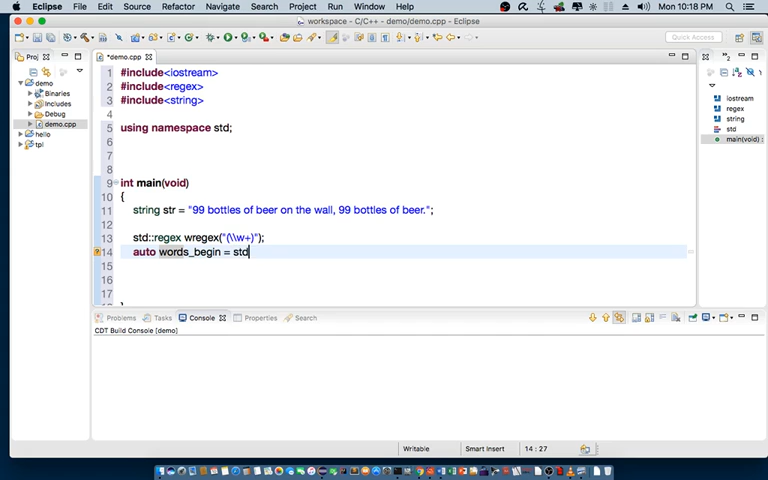 Eclipse File Edit Source Refactor Navigate Search Project Run Window Help Mon 10:18 PM
workspace - C/C++ - demo/demo.cpp - Eclipse
Quick Access
Proj
*demo.cpp
demo
Binaries
Includes
Debug
demo.cpp
hello
tpl
1 #include<iostream>
2 #include<regex>
3 #include<string>
4
5 using namespace std;
6
7
8
9 int main(void)
10 {
11 string str = "99 bottles of beer on the wall, 99 bottles of beer.";
12
13 std::regex wregex("(\\w+)");
14 auto words_begin = std
15
16
17
}
iostream
regex
string
std
main(void) : void
Problems Tasks Console Properties Search
CDT Build Console [demo]
Writable Smart Insert 14 : 27